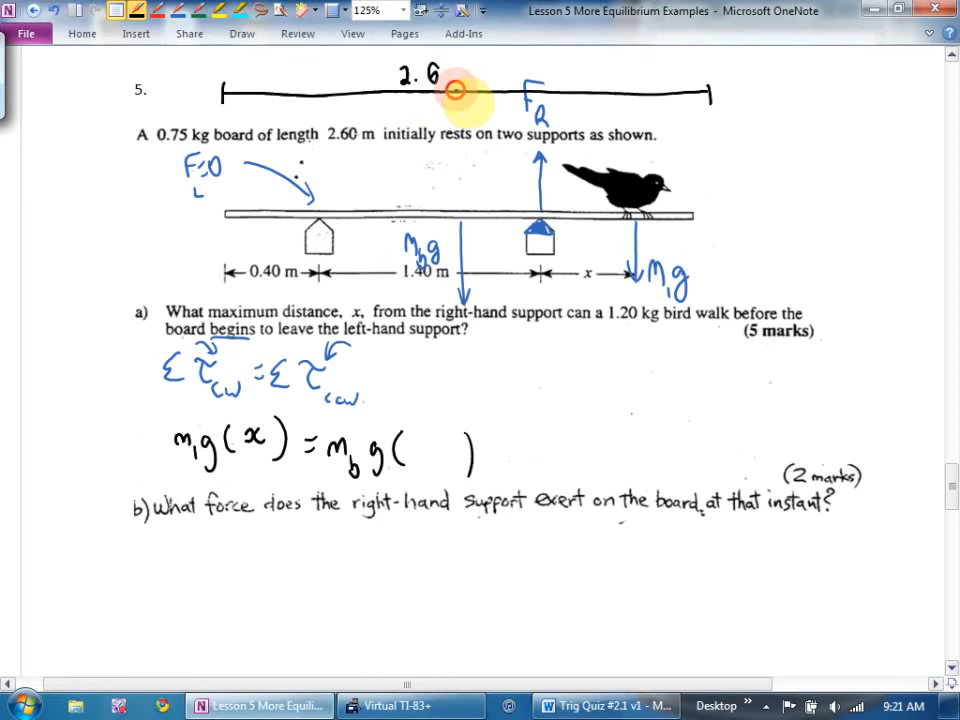 Lesson 5 More Equilibrium Examples - Microsoft OneNote
125%
File Home Insert Share Draw Review View Pages Add-Ins
2.6
5.
F R
A 0.75 kg board of length 2.60 m initially rests on two supports as shown.
F=0
L
m b g
m1g
0.40 m 1.40 m x
a) What maximum distance, x, from the right-hand support can a 1.20 kg bird walk before the
board begins to leave the left-hand support? (5 marks)
Σ τ cw = Σ τ ccw
m1g(x) = m b g( )
(2 marks)
b) What force does the right-hand support exert on the board, at that instant?
Lesson 5 More Equili... Virtual TI-83+ Trig Quiz #2.1 v1 - M... Desktop 9:21 AM